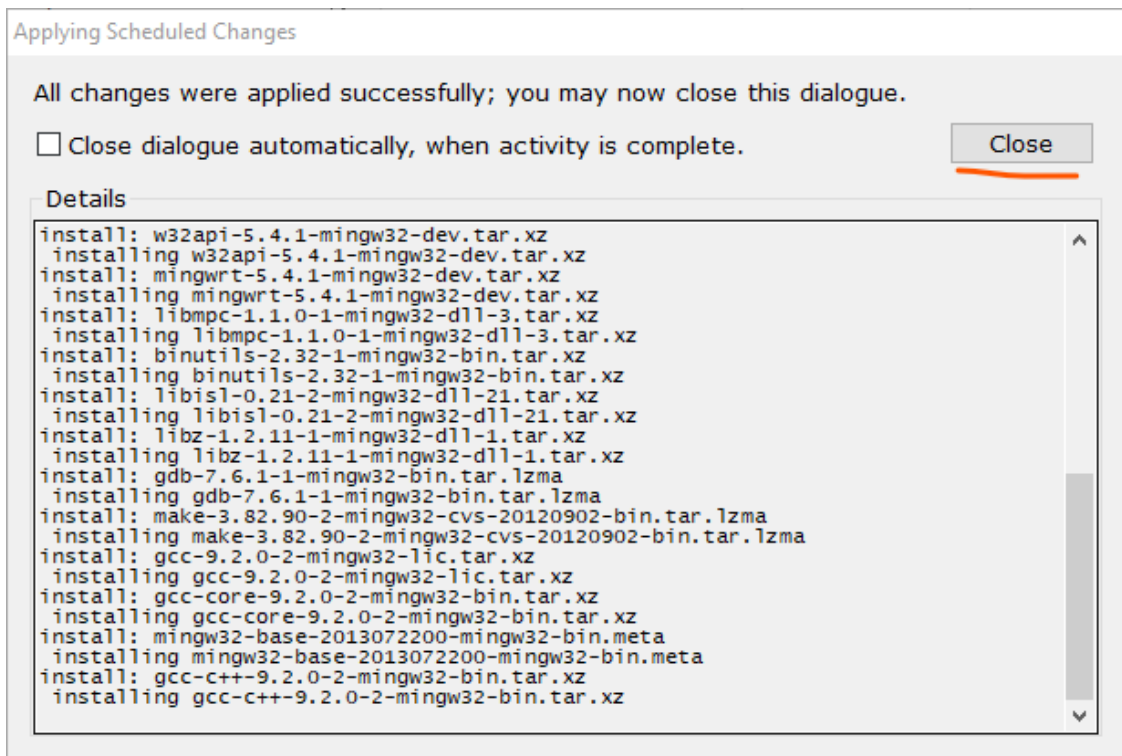 Applying Scheduled Changes
All changes were applied successfully; you may now close this dialogue.
Close dialogue automatically, when activity is complete.
Close
Details
install: w32api-5.4.1-mingw32-dev.tar.xz
installing w32api-5.4.1-mingw32-dev.tar.xz
install: mingwrt-5.4.1-mingw32-dev.tar.xz
installing mingwrt-5.4.1-mingw32-dev.tar.xz
install: libmpc-1.1.0-1-mingw32-dll-3.tar.xz
installing libmpc-1.1.0-1-mingw32-dll-3.tar.xz
install: binutils-2.32-1-mingw32-bin.tar.xz
installing binutils-2.32-1-mingw32-bin.tar.xz
install: libisl-0.21-2-mingw32-dll-21.tar.xz
installing libisl-0.21-2-mingw32-dll-21.tar.xz
install: libz-1.2.11-1-mingw32-dll-1.tar.xz
installing libz-1.2.11-1-mingw32-dll-1.tar.xz
install: gdb-7.6.1-1-mingw32-bin.tar.lzma
installing gdb-7.6.1-1-mingw32-bin.tar.lzma
install: make-3.82.90-2-mingw32-cvs-20120902-bin.tar.lzma
installing make-3.82.90-2-mingw32-cvs-20120902-bin.tar.lzma
install: gcc-9.2.0-2-mingw32-lic.tar.xz
installing gcc-9.2.0-2-mingw32-lic.tar.xz
install: gcc-core-9.2.0-2-mingw32-bin.tar.xz
installing gcc-core-9.2.0-2-mingw32-bin.tar.xz
install: mingw32-base-2013072200-mingw32-bin.meta
installing mingw32-base-2013072200-mingw32-bin.meta
install: gcc-c++-9.2.0-2-mingw32-bin.tar.xz
installing gcc-c++-9.2.0-2-mingw32-bin.tar.xz